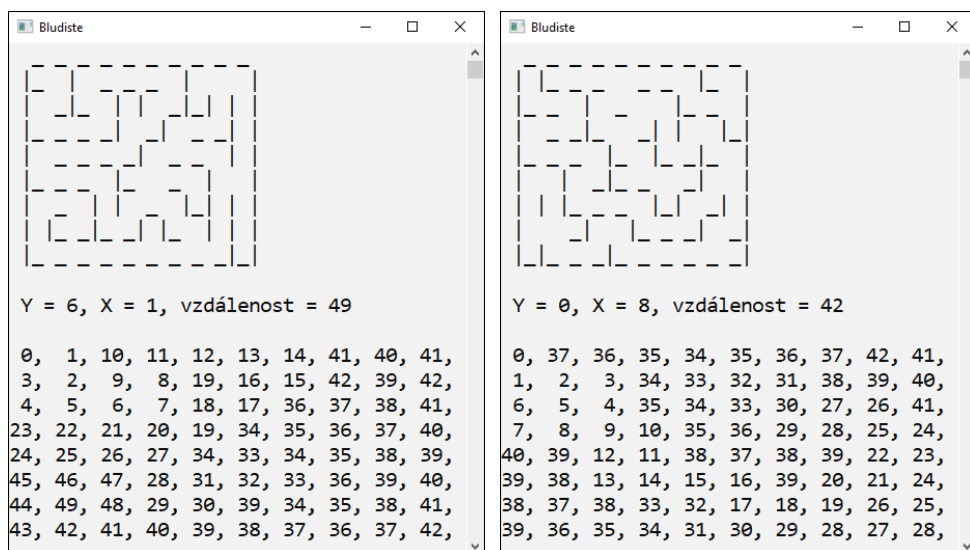 Bludiste
Y = 6, X = 1, vzdálenost = 49
0, 1, 10, 11, 12, 13, 14, 41, 40, 41,
3, 2, 9, 8, 19, 16, 15, 42, 39, 42,
4, 5, 6, 7, 18, 17, 36, 37, 38, 41,
23, 22, 21, 20, 19, 34, 35, 36, 37, 40,
24, 25, 26, 27, 34, 33, 34, 35, 38, 39,
45, 46, 47, 28, 31, 32, 33, 36, 39, 40,
44, 49, 48, 29, 30, 39, 34, 35, 38, 41,
43, 42, 41, 40, 39, 38, 37, 36, 37, 42,
Bludiste
Y = 0, X = 8, vzdálenost = 42
0, 37, 36, 35, 34, 35, 36, 37, 42, 41,
1, 2, 3, 34, 33, 32, 31, 38, 39, 40,
6, 5, 4, 35, 34, 33, 30, 27, 26, 41,
7, 8, 9, 10, 35, 36, 29, 28, 25, 24,
40, 39, 12, 11, 38, 37, 38, 39, 22, 23,
39, 38, 13, 14, 15, 16, 39, 20, 21, 24,
38, 37, 38, 33, 32, 17, 18, 19, 26, 25,
39, 36, 35, 34, 31, 30, 29, 28, 27, 28,